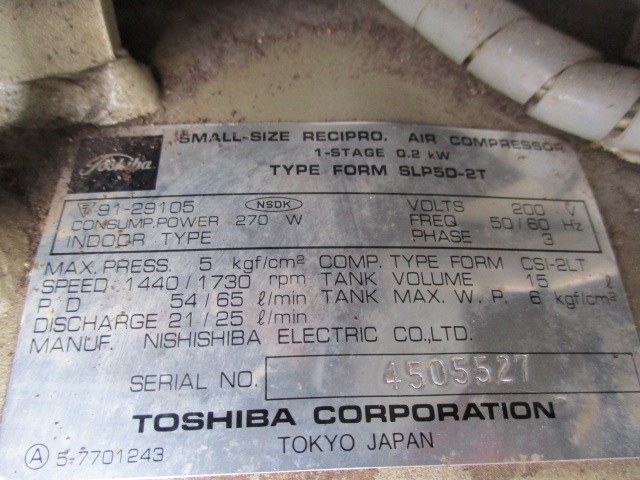 Toshiba
SMALL-SIZE RECIPRO. AIR COMPRESSOR
1-STAGE 0.2 kW
TYPE FORM SLP5D-2T
91-29105 NSDK VOLTS 200 V
CONSUMP.POWER 270 W FREQ 50/60 Hz
INDOOR TYPE PHASE 3
MAX. PRESS. 5 kgf/cm² COMP. TYPE FORM CSI-2LT
SPEED 1440/1730 rpm TANK VOLUME 15 ℓ
P D 54/65 ℓ/min TANK MAX. W. P. 6 kgf/cm²
DISCHARGE 21/25 ℓ/min
MANUF. NISHISHIBA ELECTRIC CO.,LTD.
SERIAL NO. 4505527
TOSHIBA CORPORATION
TOKYO JAPAN
A 5-7701243